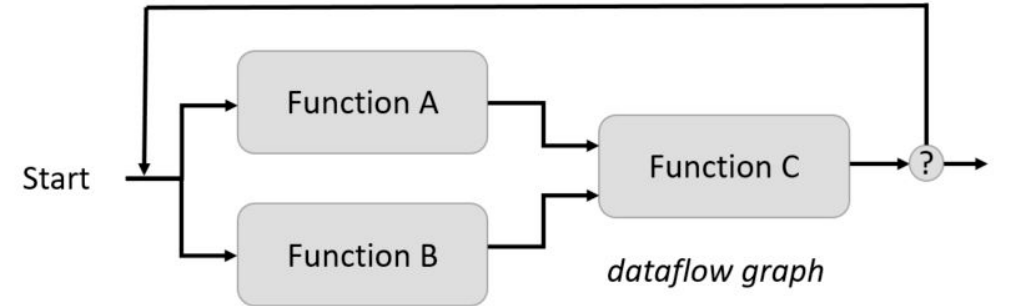 Function A
Start
Function C
?
Function B
dataflow graph